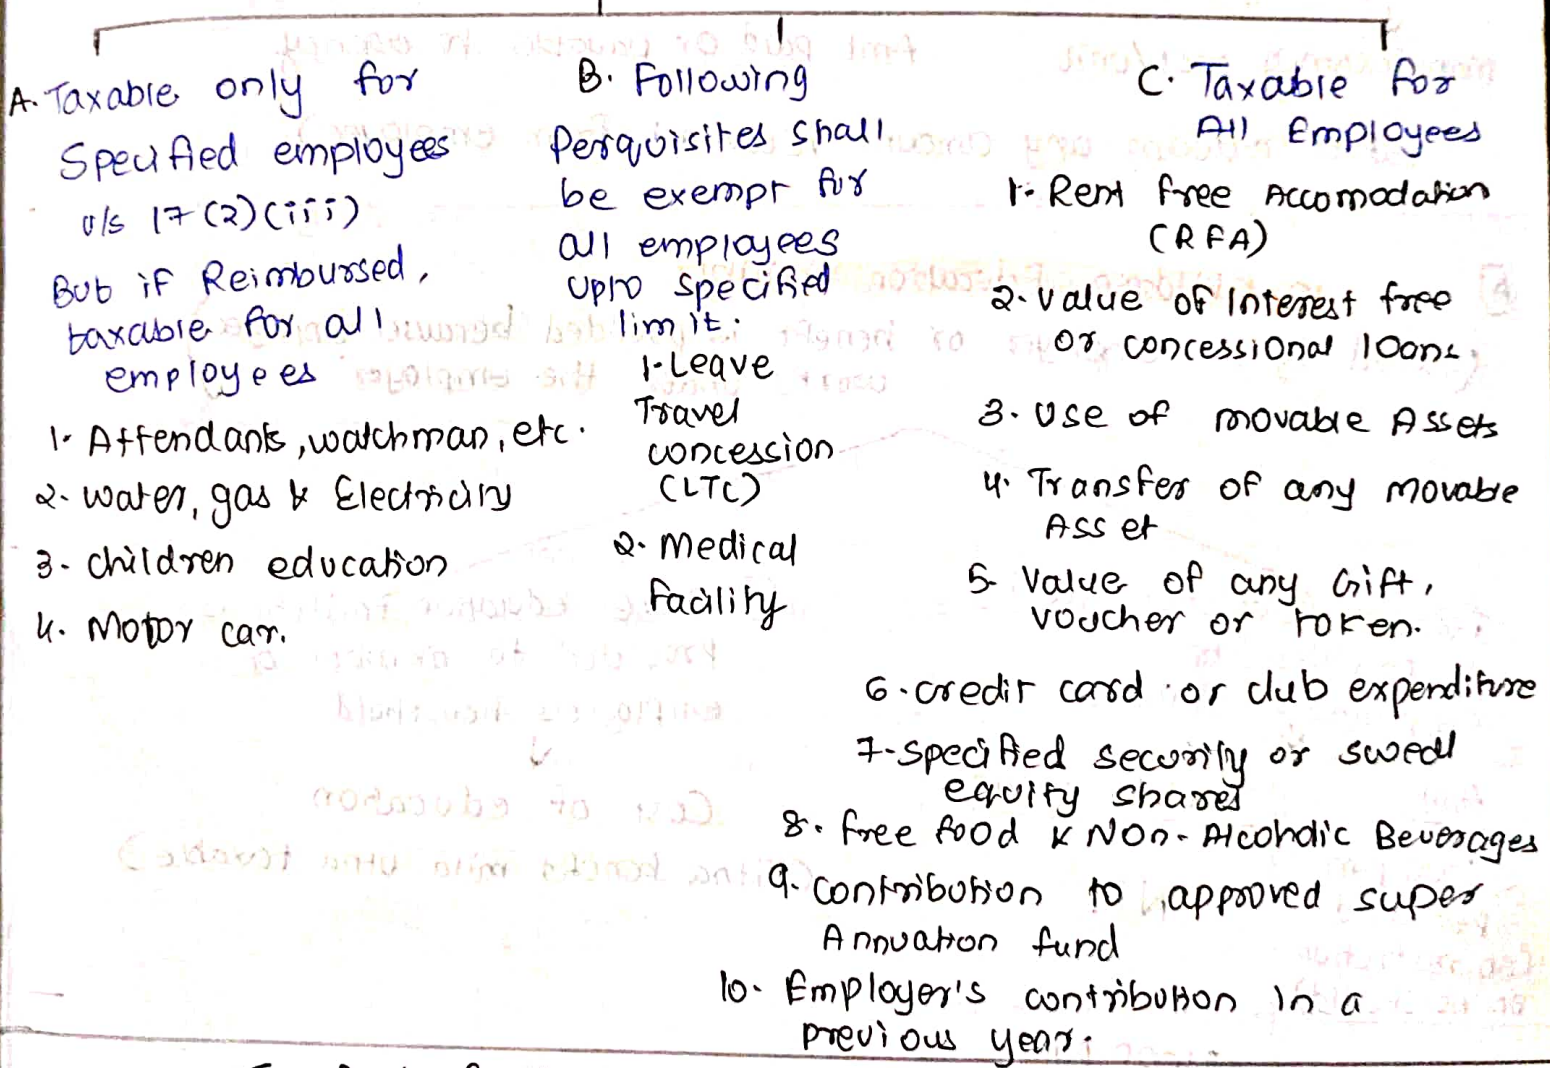 A. Taxable only for
Specified employees
u/s 17(2)(iii)
But if Reimbursed,
taxable for all
employees
1. Attendants, watchman, etc.
2. water, gas & Electricity
3. children education
4. Motor car.
B. Following
Perquisites shall
be exempt for
all employees
upto specified
limit:
1. Leave
Travel
concession
(LTC)
2. Medical
facility
C. Taxable for
All Employees
1. Rent free Accomodation
(RFA)
2. value of Interest free
or concessional loans.
3. Use of movable Assets
4. Transfer of any movable
Asset
5. Value of any Gift,
voucher or token.
6. credit card or club expenditure
7. specified security or swedl
equity shares
8. free food & Non-Alcoholic Beverages
9. contribution to approved super
Annuation fund
10. Employer's contribution in a
previous year.